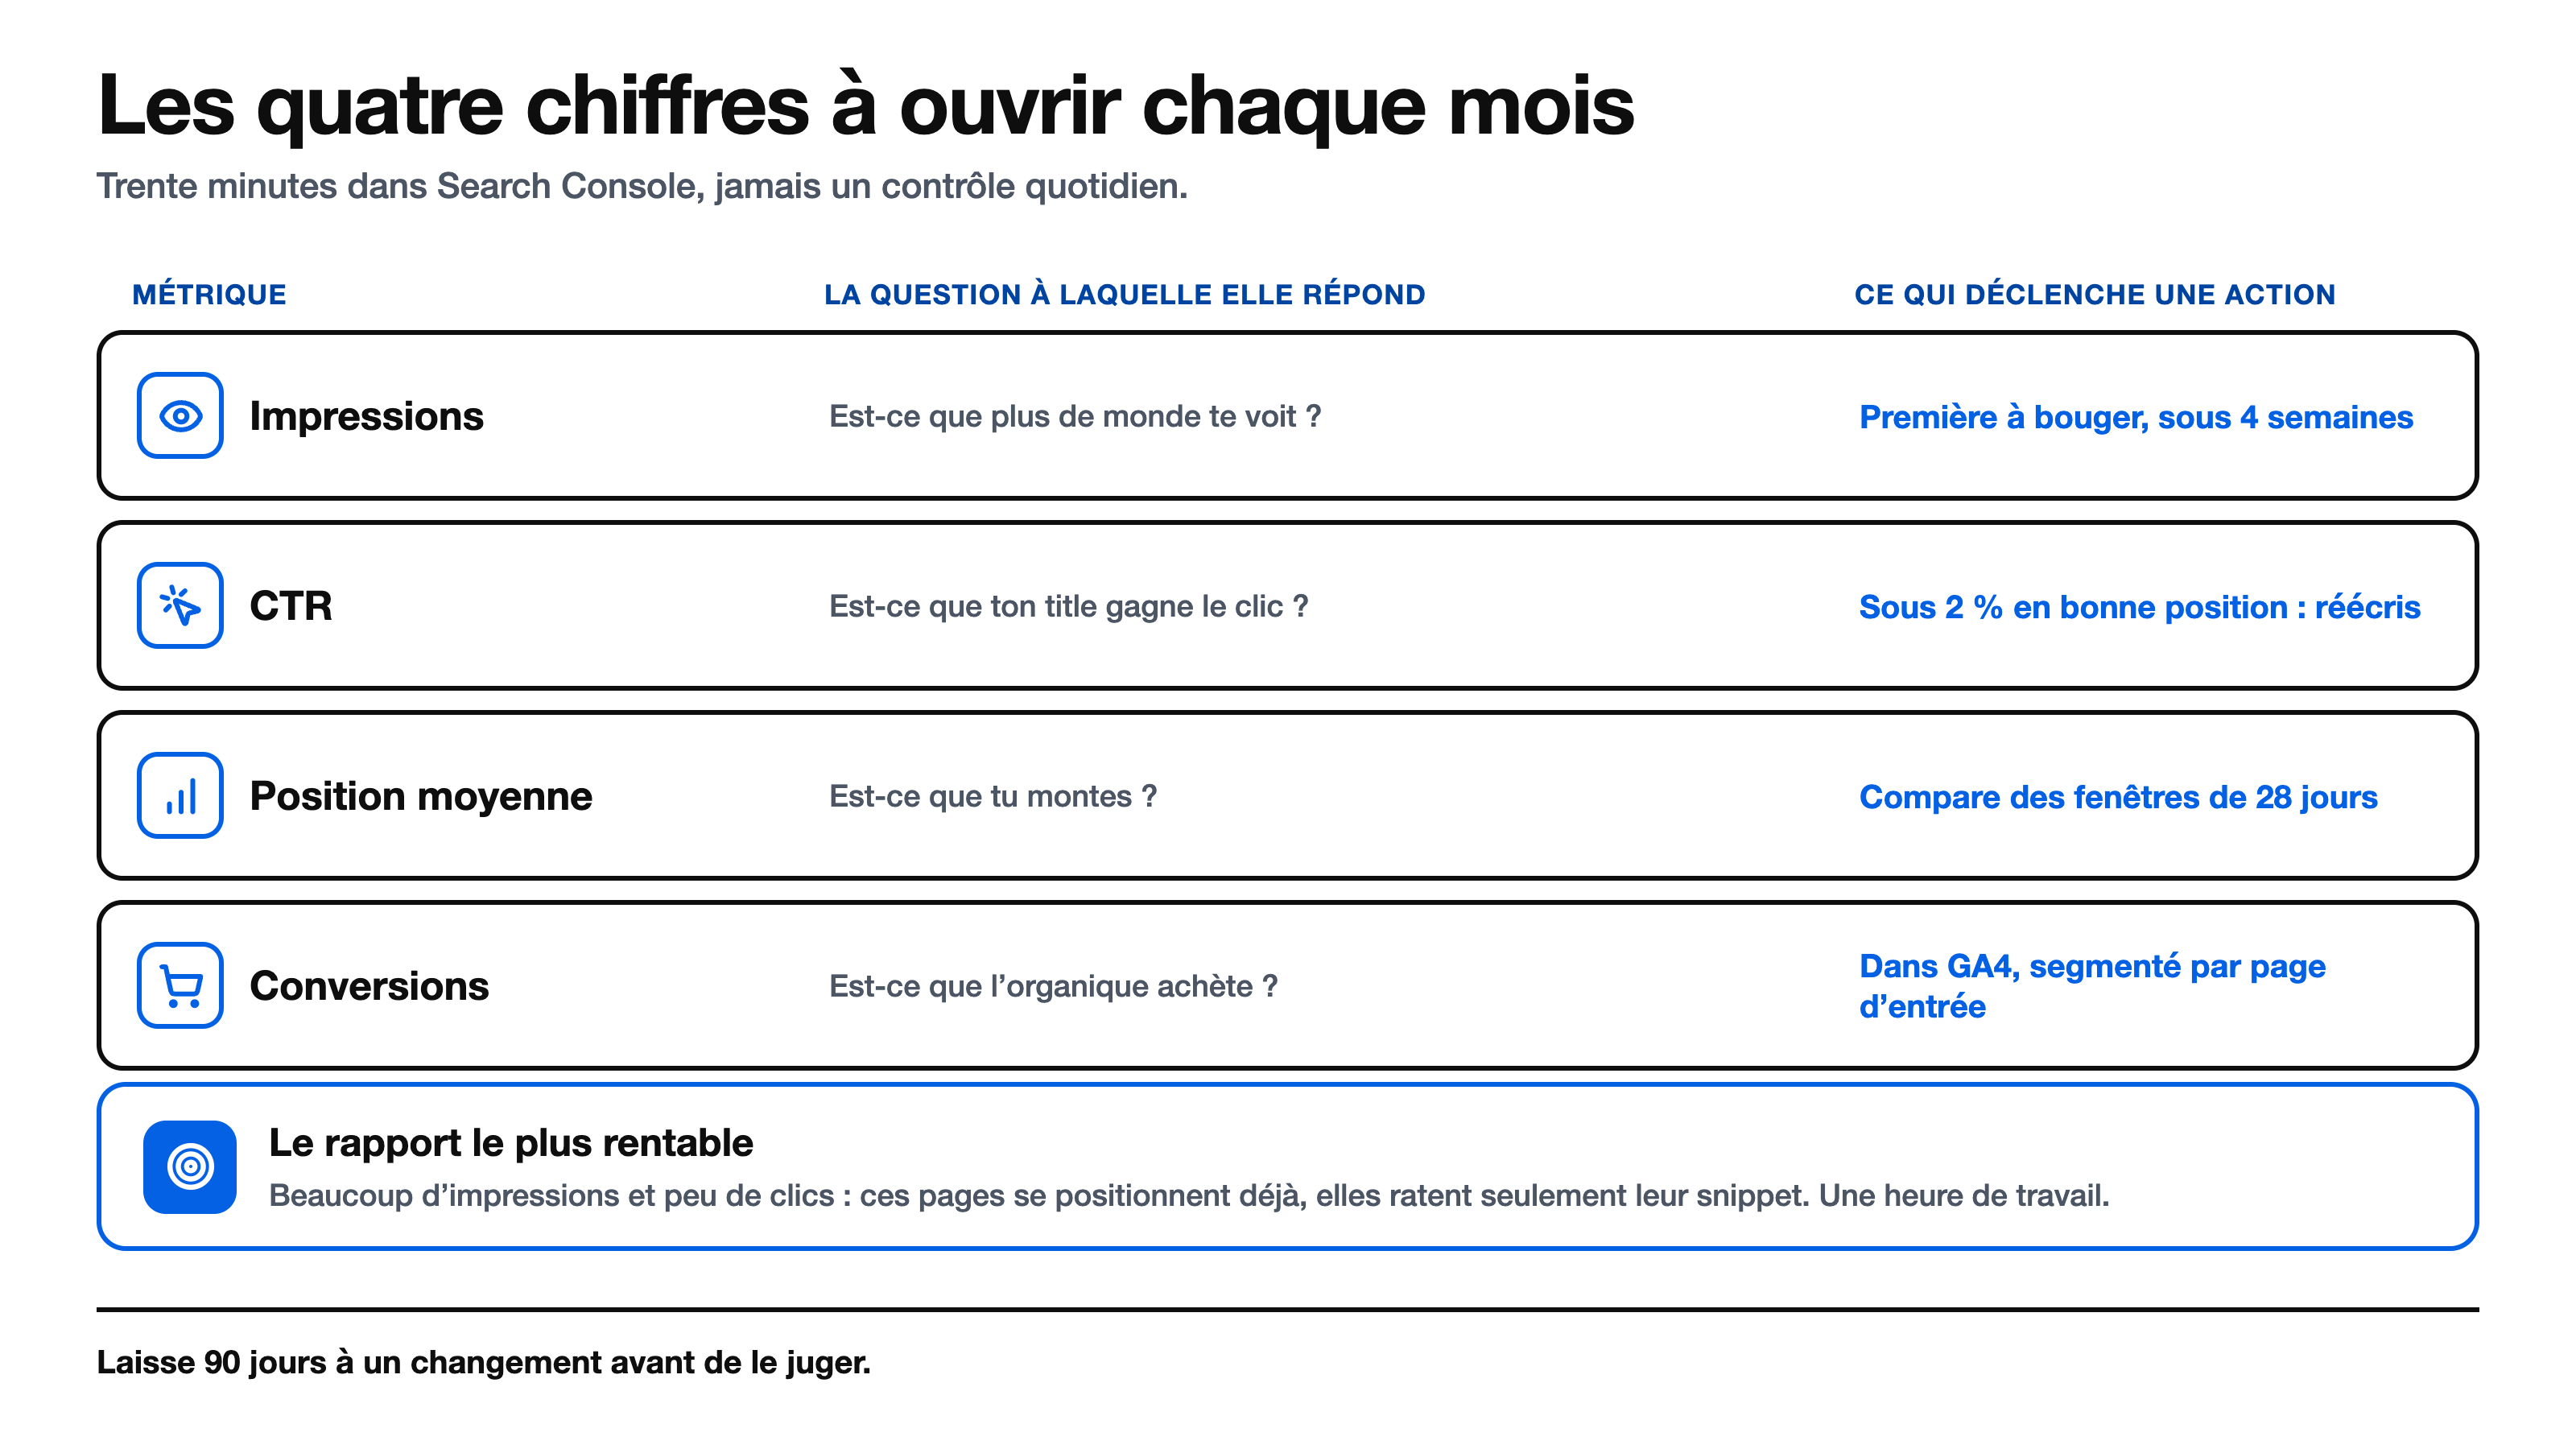 Les quatre chiffres à ouvrir chaque mois
Trente minutes dans Search Console, jamais un contrôle quotidien.
MÉTRIQUE
LA QUESTION À LAQUELLE ELLE RÉPOND
CE QUI DÉCLENCHE UNE ACTION
Impressions
Est-ce que plus de monde te voit ?
Première à bouger, sous 4 semaines
CTR
Est-ce que ton title gagne le clic ?
Sous 2 % en bonne position : réécris
Position moyenne
Est-ce que tu montes ?
Compare des fenêtres de 28 jours
Conversions
Est-ce que l’organique achète ?
Dans GA4, segmenté par page
d’entrée
Le rapport le plus rentable
Beaucoup d’impressions et peu de clics : ces pages se positionnent déjà, elles ratent seulement leur snippet. Une heure de travail.
Laisse 90 jours à un changement avant de le juger.